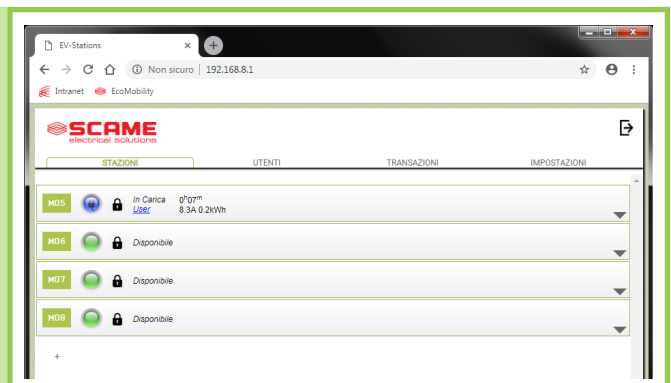 EV-Stations
Non sicuro | 192.168.8.1
Intranet EcoMobility
SCAME
electrical solutions
STAZIONI UTENTI TRANSAZIONI IMPOSTAZIONI
M05 In Carica 0h07m
User 8.3A 0.2kWh
M06 Disponibile
M07 Disponibile
M08 Disponibile
+